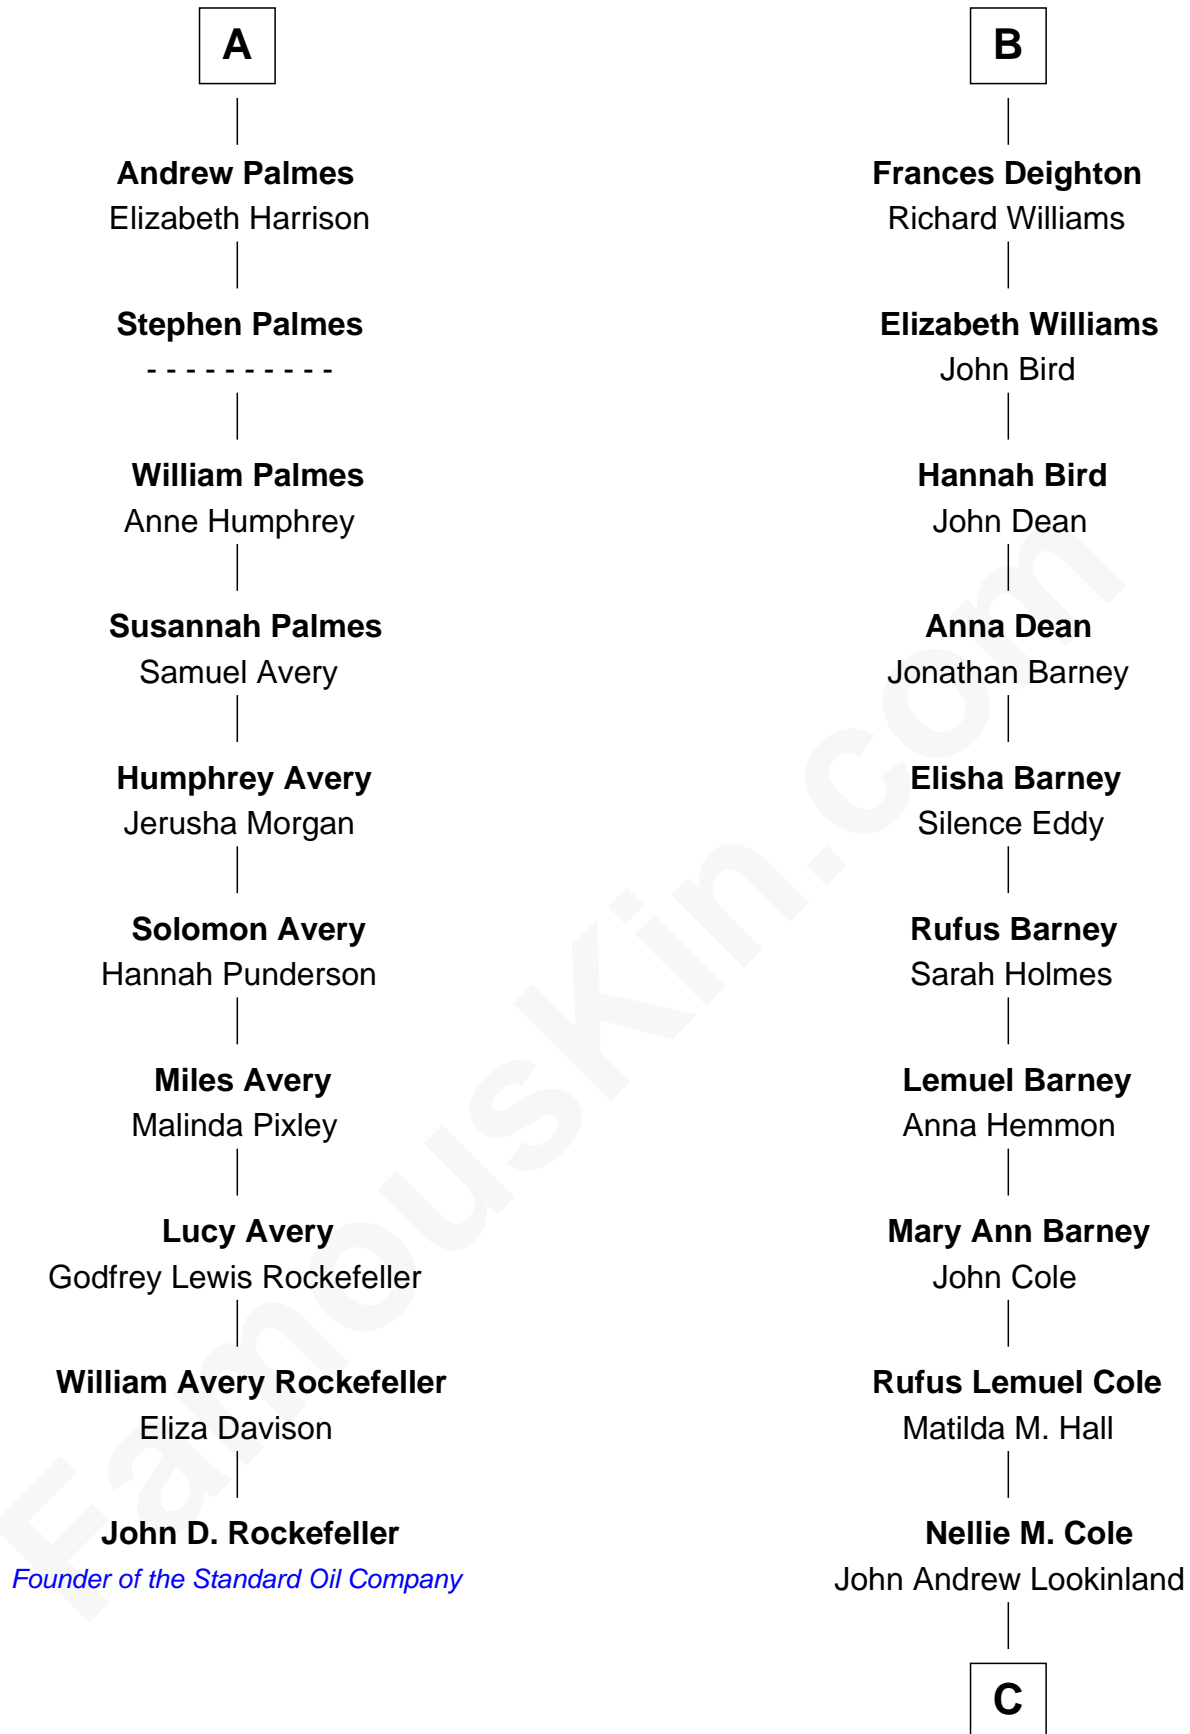 A
Andrew Palmes
Elizabeth Harrison
Stephen Palmes
- - - - - - - - - -
William Palmes
Anne Humphrey
Susannah Palmes
Samuel Avery
Humphrey Avery
Jerusha Morgan
Solomon Avery
Hannah Punderson
Miles Avery
Malinda Pixley
Lucy Avery
Godfrey Lewis Rockefeller
William Avery Rockefeller
Eliza Davison
John D. Rockefeller
Founder of the Standard Oil Company
B
Frances Deighton
Richard Williams
Elizabeth Williams
John Bird
Hannah Bird
John Dean
Anna Dean
Jonathan Barney
Elisha Barney
Silence Eddy
Rufus Barney
Sarah Holmes
Lemuel Barney
Anna Hemmon
Mary Ann Barney
John Cole
Rufus Lemuel Cole
Matilda M. Hall
Nellie M. Cole
John Andrew Lookinland
C
FamousKin.com